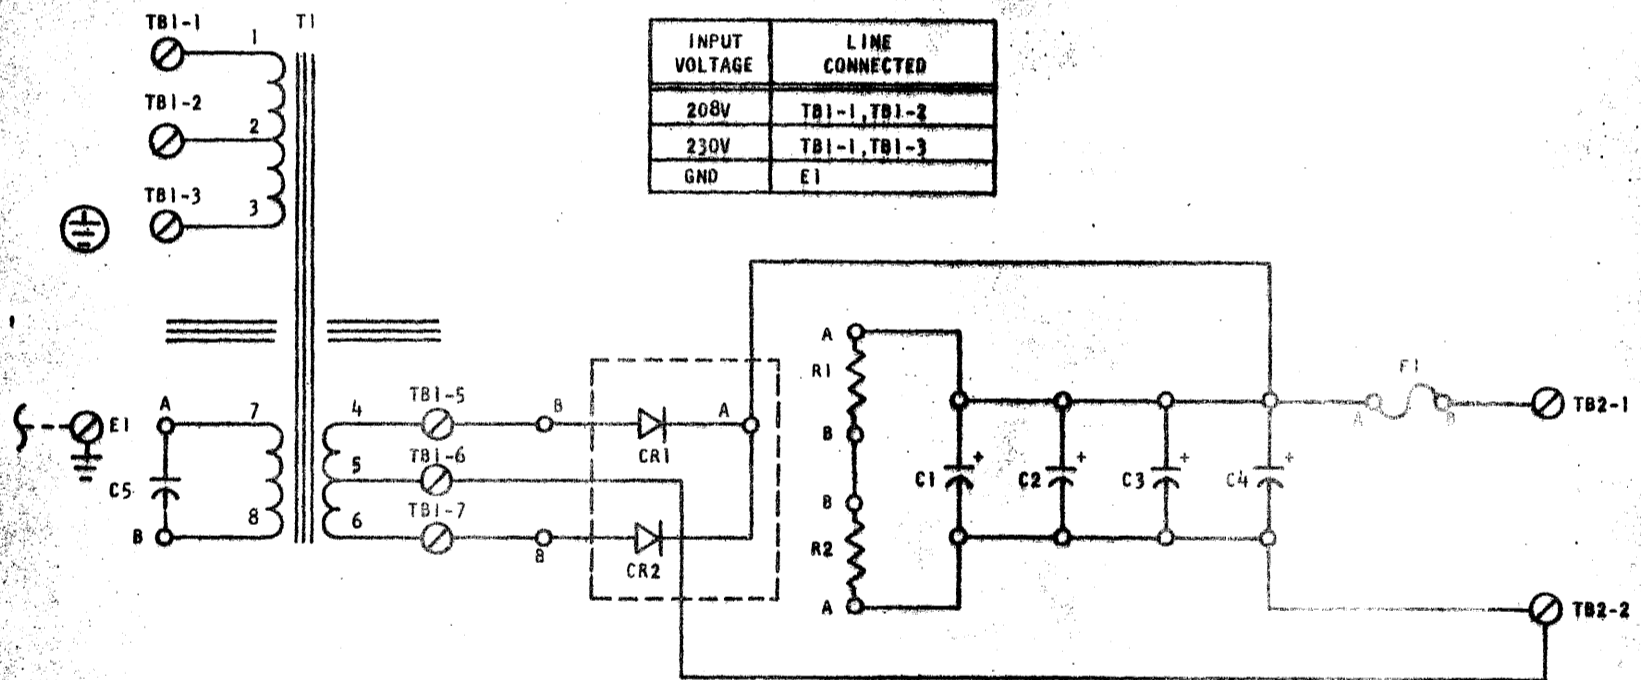 TB1-1
T1
1
TB1-2
2
TB1-3
3
INPUT VOLTAGE | LINE CONNECTED
208V | TB1-1,TB1-2
230V | TB1-1,TB1-3
GND | E1
E1
A
7
C5
B
8
4
TB1-5
B
5
TB1-6
6
TB1-7
B
CR1
A
CR2
A
R1
B
B
R2
A
C1
+
C2
+
C3
+
C4
+
F1
A
B
TB2-1
TB2-2